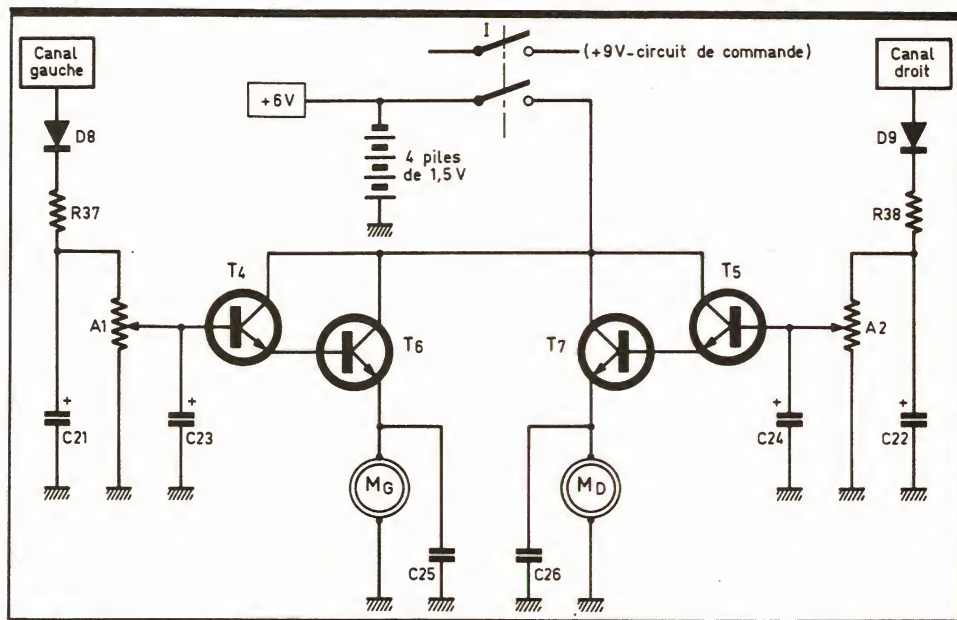 Canal
gauche
I
(+9V-circuit de commande)
Canal
droit
+6V
D8
D9
4 piles
de 1,5V
R37
R38
T4
T5
A1
T6
T7
A2
+
C21
+
C23
+
C24
+
C22
MG
MD
C25
C26